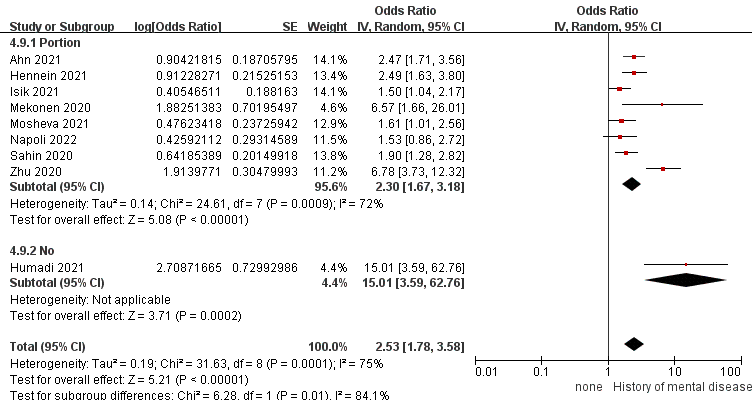 Odds Ratio Odds Ratio
Study or Subgroup log[Odds Ratio] SE Weight IV, Random, 95% CI IV, Random, 95% CI
4.9.1 Portion
Ahn 2021 0.90421815 0.18705795 14.1% 2.47 [1.71, 3.56]
Hennein 2021 0.91228271 0.21525153 13.4% 2.49 [1.63, 3.80]
Isik 2021 0.40546511 0.188163 14.1% 1.50 [1.04, 2.17]
Mekonen 2020 1.88251383 0.70195497 4.6% 6.57 [1.66, 26.01]
Mosheva 2021 0.47623418 0.23725942 12.9% 1.61 [1.01, 2.56]
Napoli 2022 0.42592112 0.29314589 11.5% 1.53 [0.86, 2.72]
Sahin 2020 0.64185389 0.20149918 13.8% 1.90 [1.28, 2.82]
Zhu 2020 1.9139771 0.30479993 11.2% 6.78 [3.73, 12.32]
Subtotal (95% CI) 95.6% 2.30 [1.67, 3.18]
Heterogeneity: Tau² = 0.14; Chi² = 24.61, df = 7 (P = 0.0009); I² = 72%
Test for overall effect: Z = 5.08 (P < 0.00001)
4.9.2 No
Humadi 2021 2.70871665 0.72992986 4.4% 15.01 [3.59, 62.76]
Subtotal (95% CI) 4.4% 15.01 [3.59, 62.76]
Heterogeneity: Not applicable
Test for overall effect: Z = 3.71 (P = 0.0002)
Total (95% CI) 100.0% 2.53 [1.78, 3.58]
Heterogeneity: Tau² = 0.19; Chi² = 31.63, df = 8 (P = 0.0001); I² = 75%
Test for overall effect: Z = 5.21 (P < 0.00001)
Test for subgroup differences: Chi² = 6.28, df = 1 (P = 0.01), I² = 84.1%
0.01 0.1 1 10 100
none History of mental disease